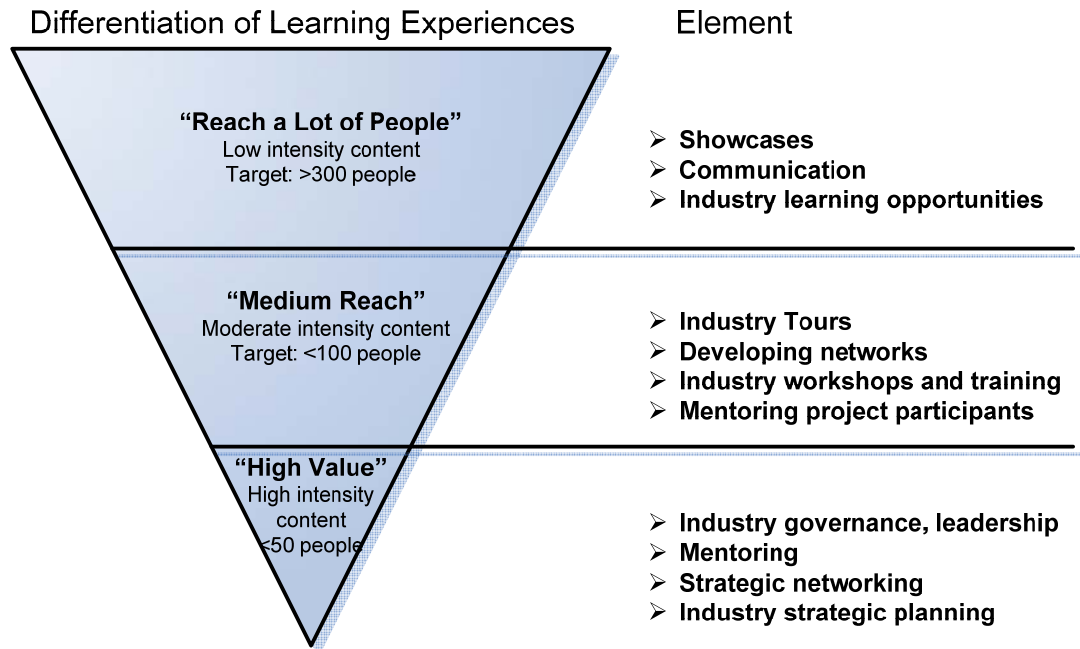 Differentiation of Learning Experiences
Element
“Reach a Lot of People”
Low intensity content
Target: >300 people
➢ Showcases
➢ Communication
➢ Industry learning opportunities
“Medium Reach”
Moderate intensity content
Target: <100 people
➢ Industry Tours
➢ Developing networks
➢ Industry workshops and training
➢ Mentoring project participants
“High Value”
High intensity
content
<50 people
➢ Industry governance, leadership
➢ Mentoring
➢ Strategic networking
➢ Industry strategic planning